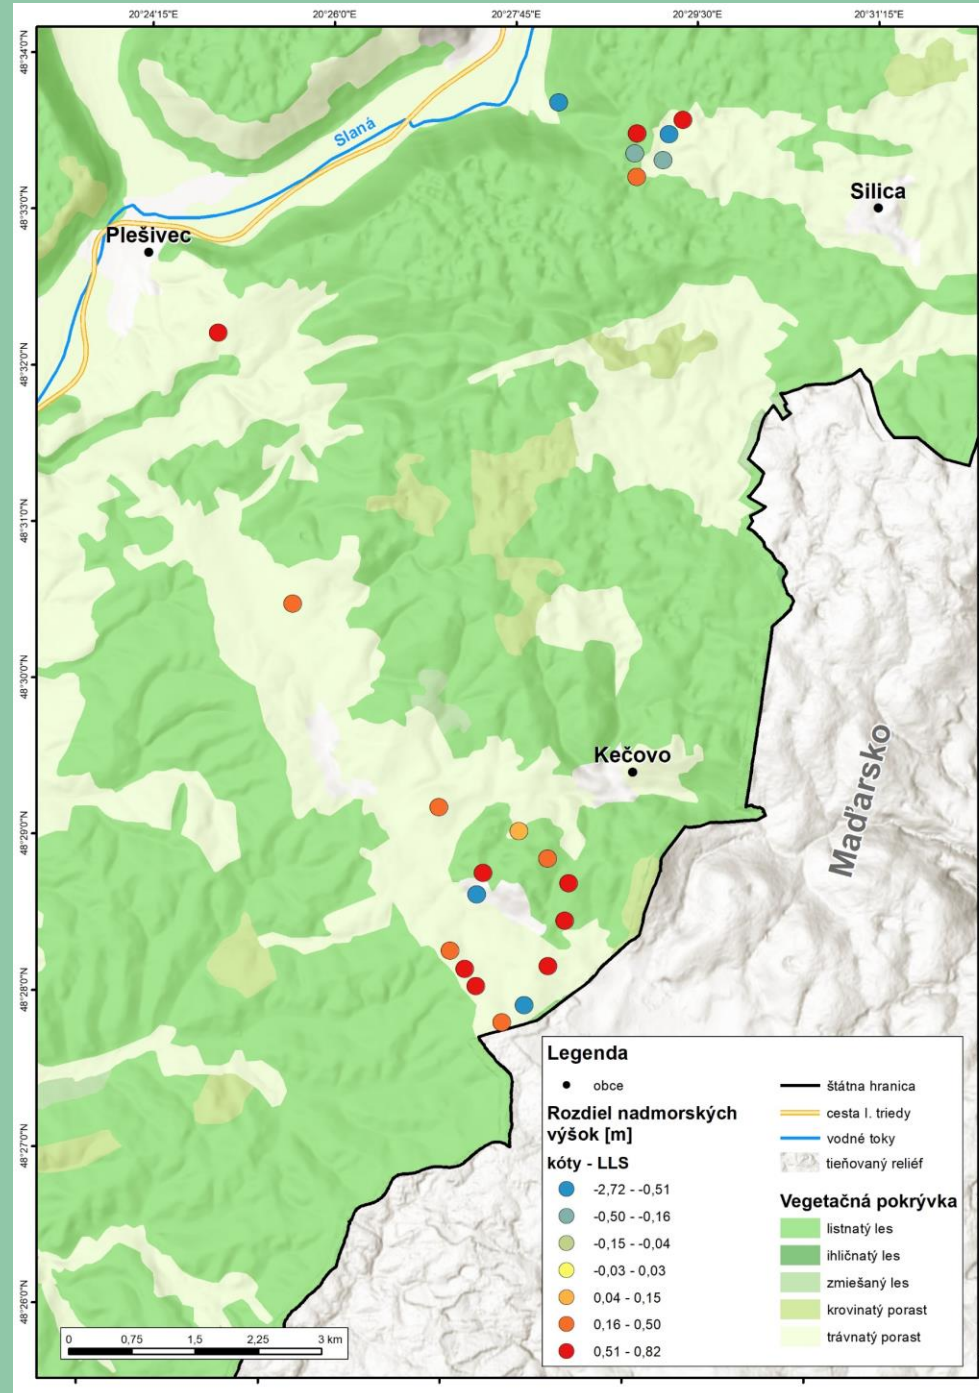 20°24'15"E 20°26'0"E 20°27'45"E 20°29'30"E 20°31'15"E
48°34'0"N
Slaná
48°33'0"N
Silica
Plešivec
48°32'0"N
48°31'0"N
48°30'0"N
Kečovo
Maďarsko
48°29'0"N
48°28'0"N
48°27'0"N
48°26'0"N
Legenda
obce
Rozdiel nadmorských
výšok [m]
kóty - LLS
-2,72 - -0,51
-0,50 - -0,16
-0,15 - -0,04
-0,03 - 0,03
0,04 - 0,15
0,16 - 0,50
0,51 - 0,82
štátna hranica
cesta I. triedy
vodné toky
tieňovaný reliéf
Vegetačná pokrývka
listnatý les
ihličnatý les
zmiešaný les
krovinatý porast
trávnatý porast
0 0,75 1,5 2,25 3 km